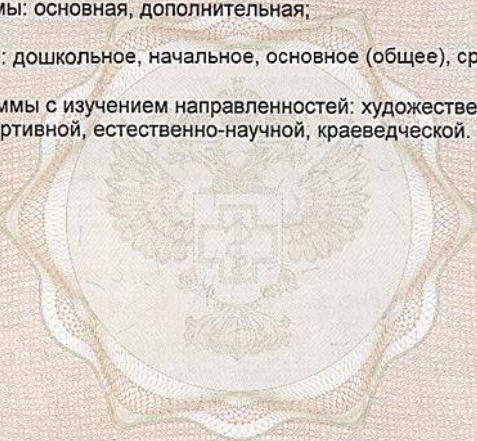 мы: основная, дополнительная;
: дошкольное, начальное, основное (общее), ср
ммы с изучением направленностей: художестве
ртивной, естественно-научной, краеведческой.